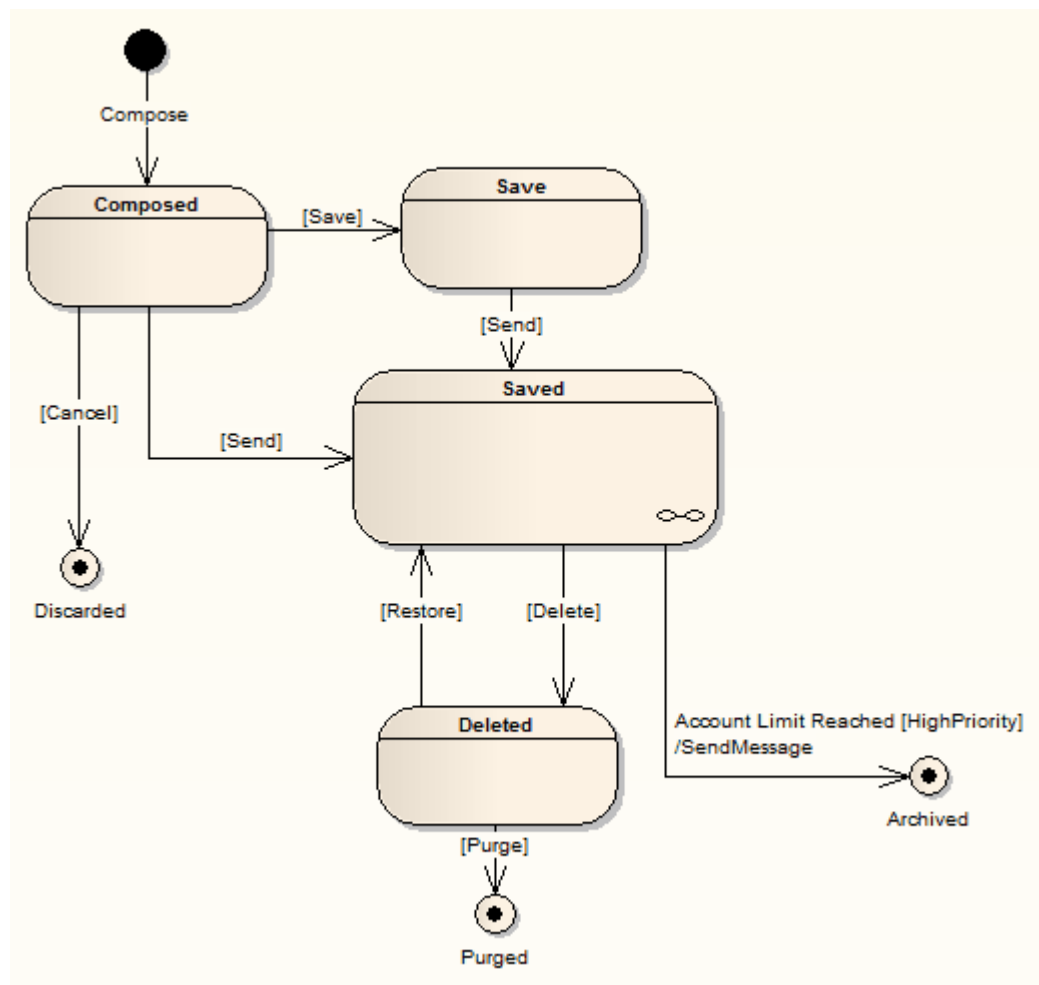 Compose
Composed
Save
[Save]
[Send]
Saved
[Cancel]
[Send]
Discarded
[Restore]
[Delete]
Deleted
Account Limit Reached [HighPriority]
/SendMessage
Archived
[Purge]
Purged